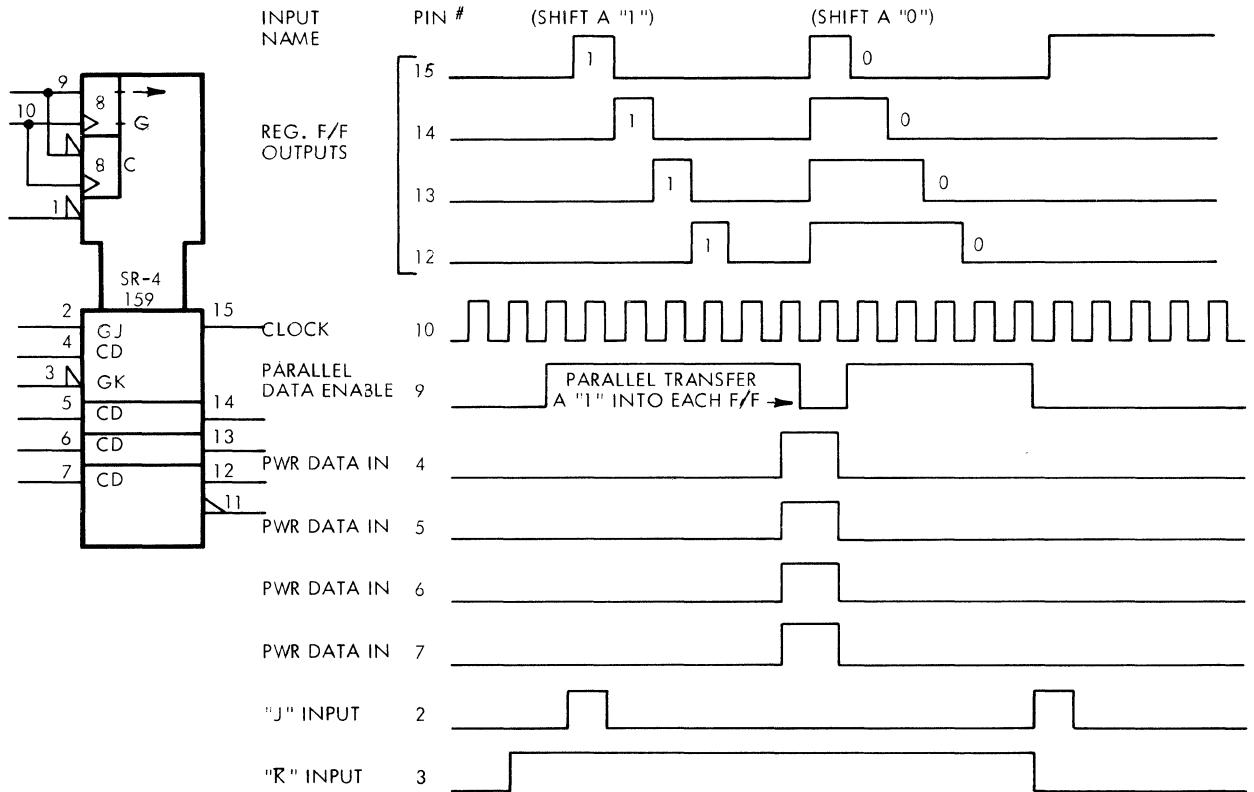 INPUT NAME PIN # (SHIFT A "1") (SHIFT A "0")
9 8 G
10
8 C
1
SR-4
159
2 GJ 15
4 CD
3 GK
5 CD 14
6 CD 13
7 CD 12
11
REG. F/F OUTPUTS
15 1 0
14 1 0
13 1 0
12 1 0
CLOCK 10
PARALLEL DATA ENABLE 9
PARALLEL TRANSFER
A "1" INTO EACH F/F
PWR DATA IN 4
PWR DATA IN 5
PWR DATA IN 6
PWR DATA IN 7
"J" INPUT 2
"K̅" INPUT 3